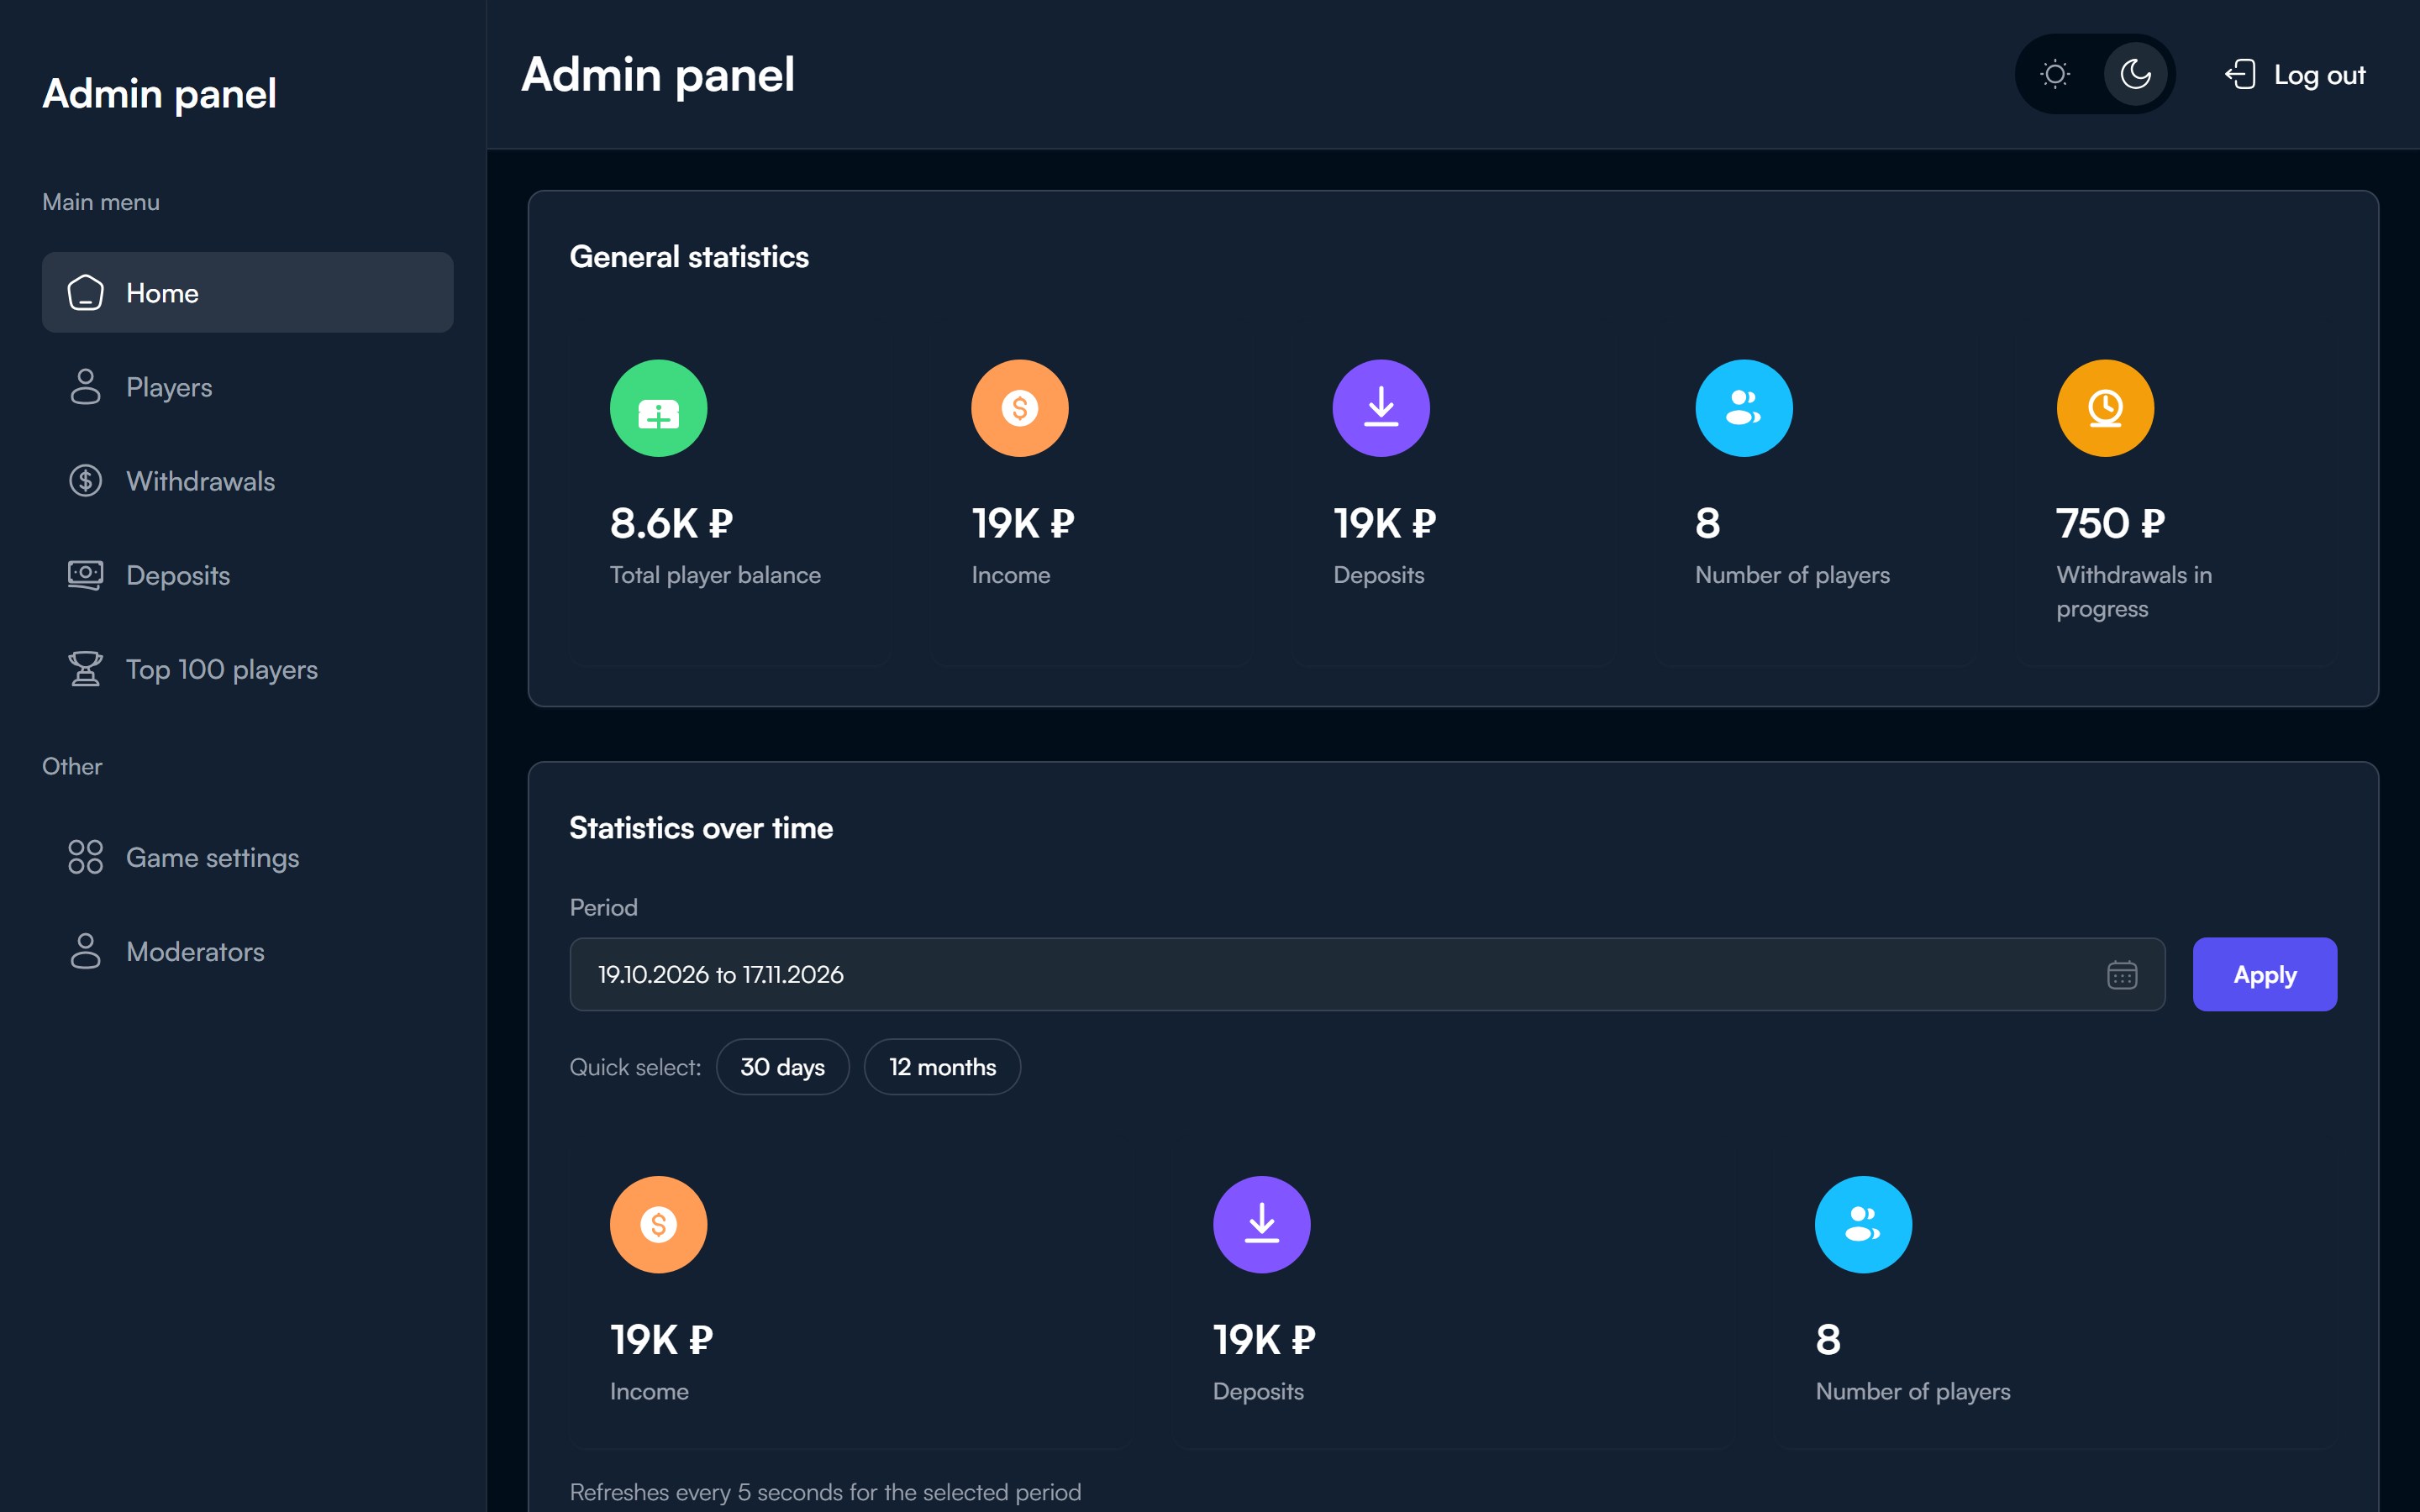 Admin panel
Main menu
Home
Players
Withdrawals
Deposits
Top 100 players
Other
Game settings
Moderators
Admin panel
Log out
General statistics
8.6K ₽
Total player balance
19K ₽
Income
19K ₽
Deposits
8
Number of players
750 ₽
Withdrawals in
progress
Statistics over time
Period
19.10.2026 to 17.11.2026
Apply
Quick select:
30 days
12 months
19K ₽
Income
19K ₽
Deposits
8
Number of players
Refreshes every 5 seconds for the selected period